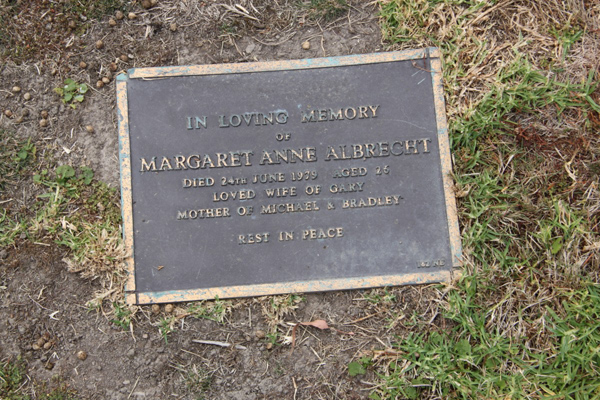 IN LOVING MEMORY
OF
MARGARET ANNE ALBRECHT
DIED 24TH JUNE 1979 AGED 26
LOVED WIFE OF GARY
MOTHER OF MICHAEL & BRADLEY
REST IN PEACE